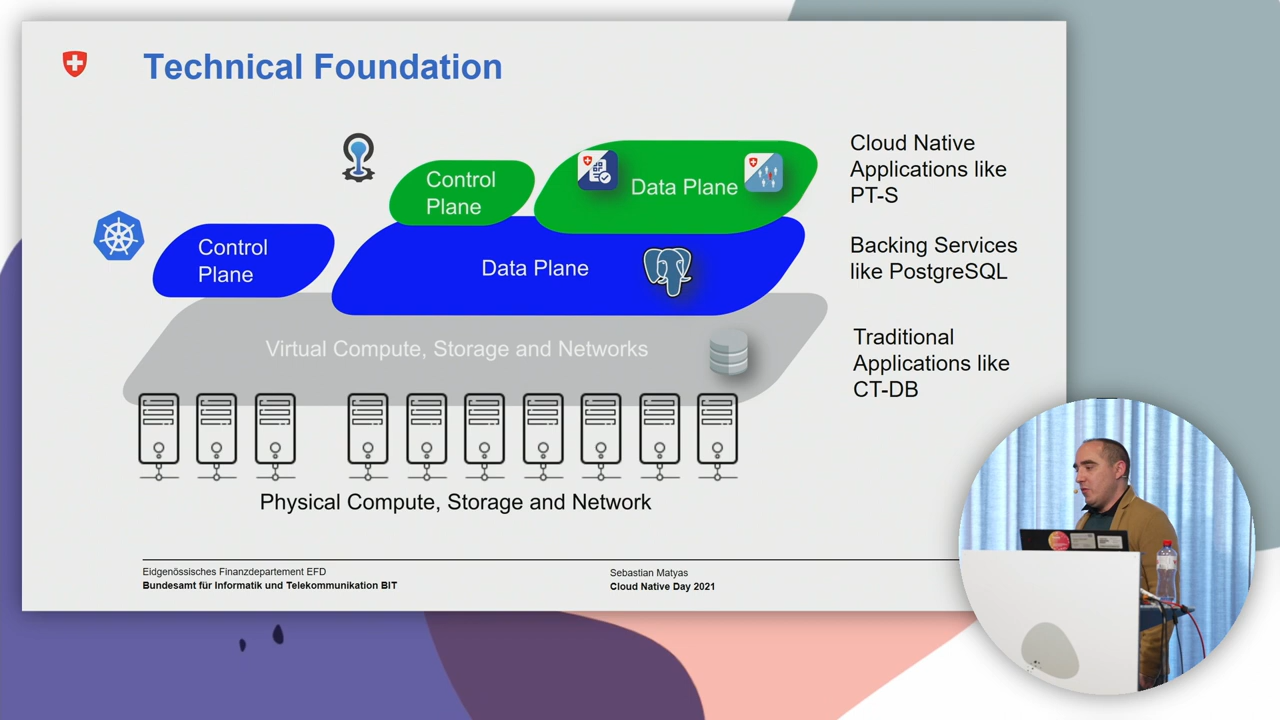 Technical Foundation
Control
Plane
Data Plane
Cloud Native
Applications like
PT-S
Control
Plane
Data Plane
Backing Services
like PostgreSQL
Virtual Compute, Storage and Networks
Traditional
Applications like
CT-DB
Physical Compute, Storage and Network
Eidgenössisches Finanzdepartement EFD
Bundesamt für Informatik und Telekommunikation BIT
Sebastian Matyas
Cloud Native Day 2021